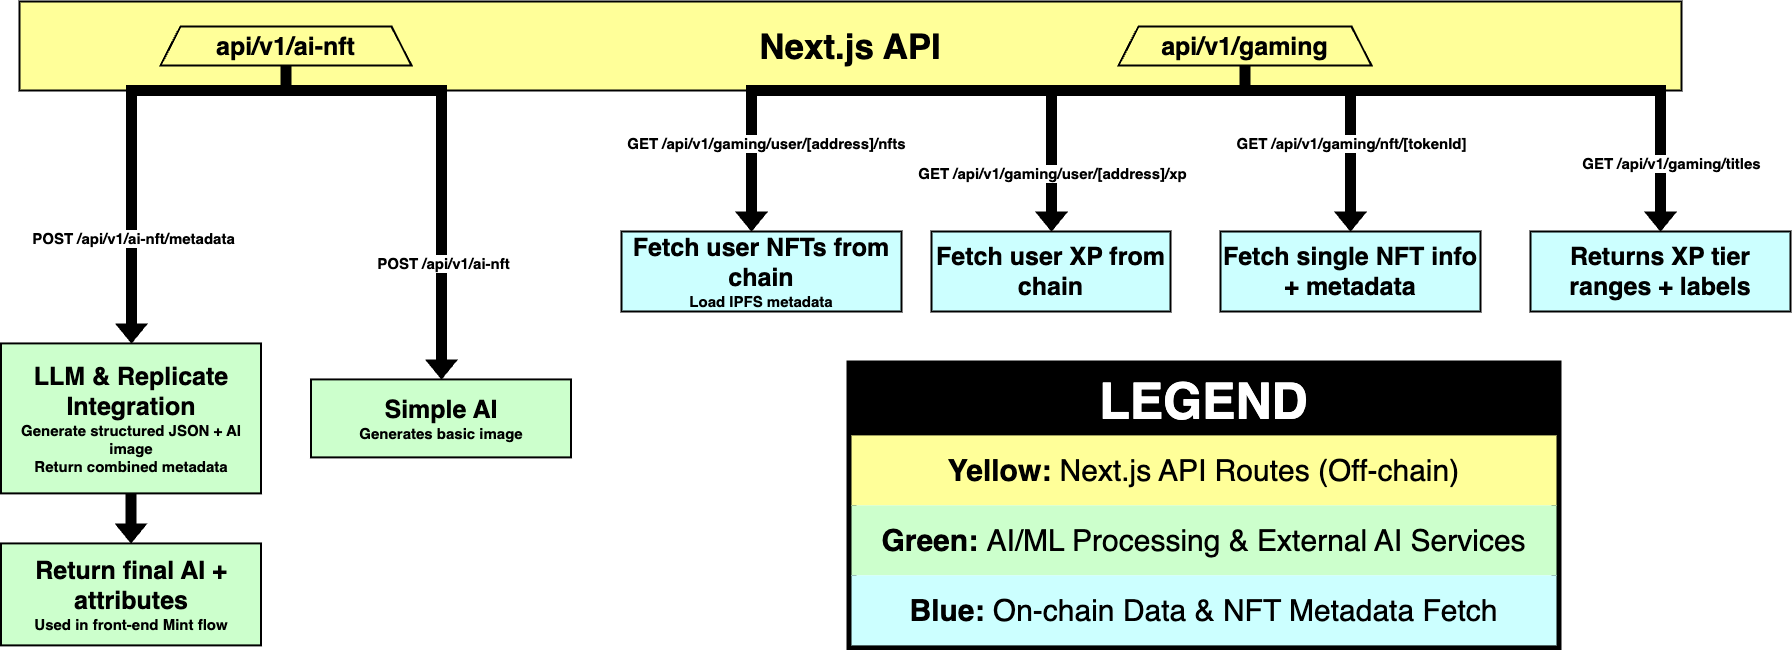 api/v1/ai-nft
Next.js API
api/v1/gaming
GET /api/v1/gaming/user/[address]/nfts
GET /api/v1/gaming/user/[address]/xp
GET /api/v1/gaming/nft/[tokenId]
GET /api/v1/gaming/titles
POST /api/v1/ai-nft/metadata
POST /api/v1/ai-nft
Fetch user NFTs from
chain
Load IPFS metadata
Fetch user XP from
chain
Fetch single NFT info
+ metadata
Returns XP tier
ranges + labels
LLM & Replicate
Integration
Generate structured JSON + AI
image
Return combined metadata
Simple AI
Generates basic image
Return final AI +
attributes
Used in front-end Mint flow
LEGEND
Yellow: Next.js API Routes (Off-chain)
Green: AI/ML Processing & External AI Services
Blue: On-chain Data & NFT Metadata Fetch